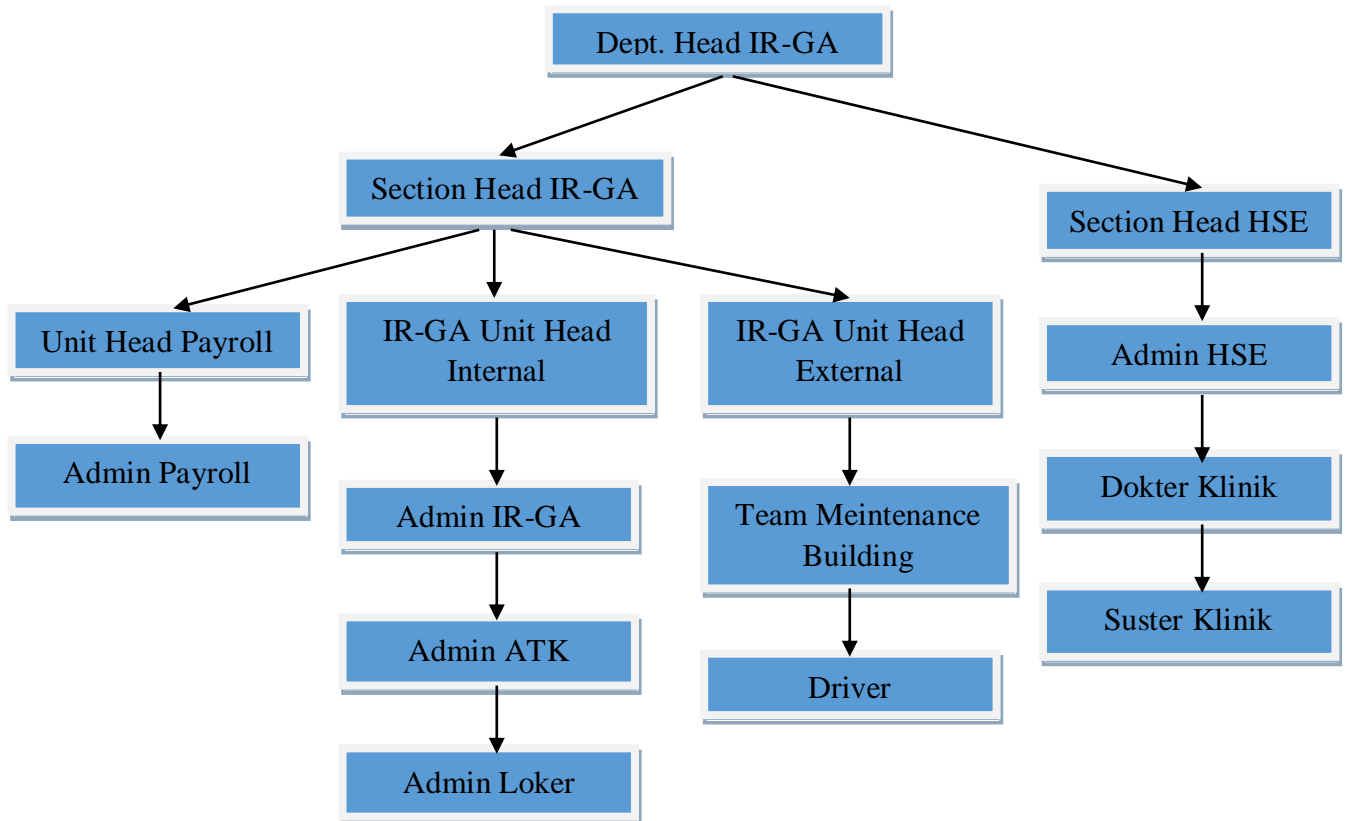 Dept. Head IR-GA
Section Head IR-GA
Section Head HSE
Unit Head Payroll
IR-GA Unit Head
Internal
IR-GA Unit Head
External
Admin HSE
Admin Payroll
Admin IR-GA
Team Meintenance
Building
Dokter Klinik
Admin ATK
Driver
Suster Klinik
Admin Loker